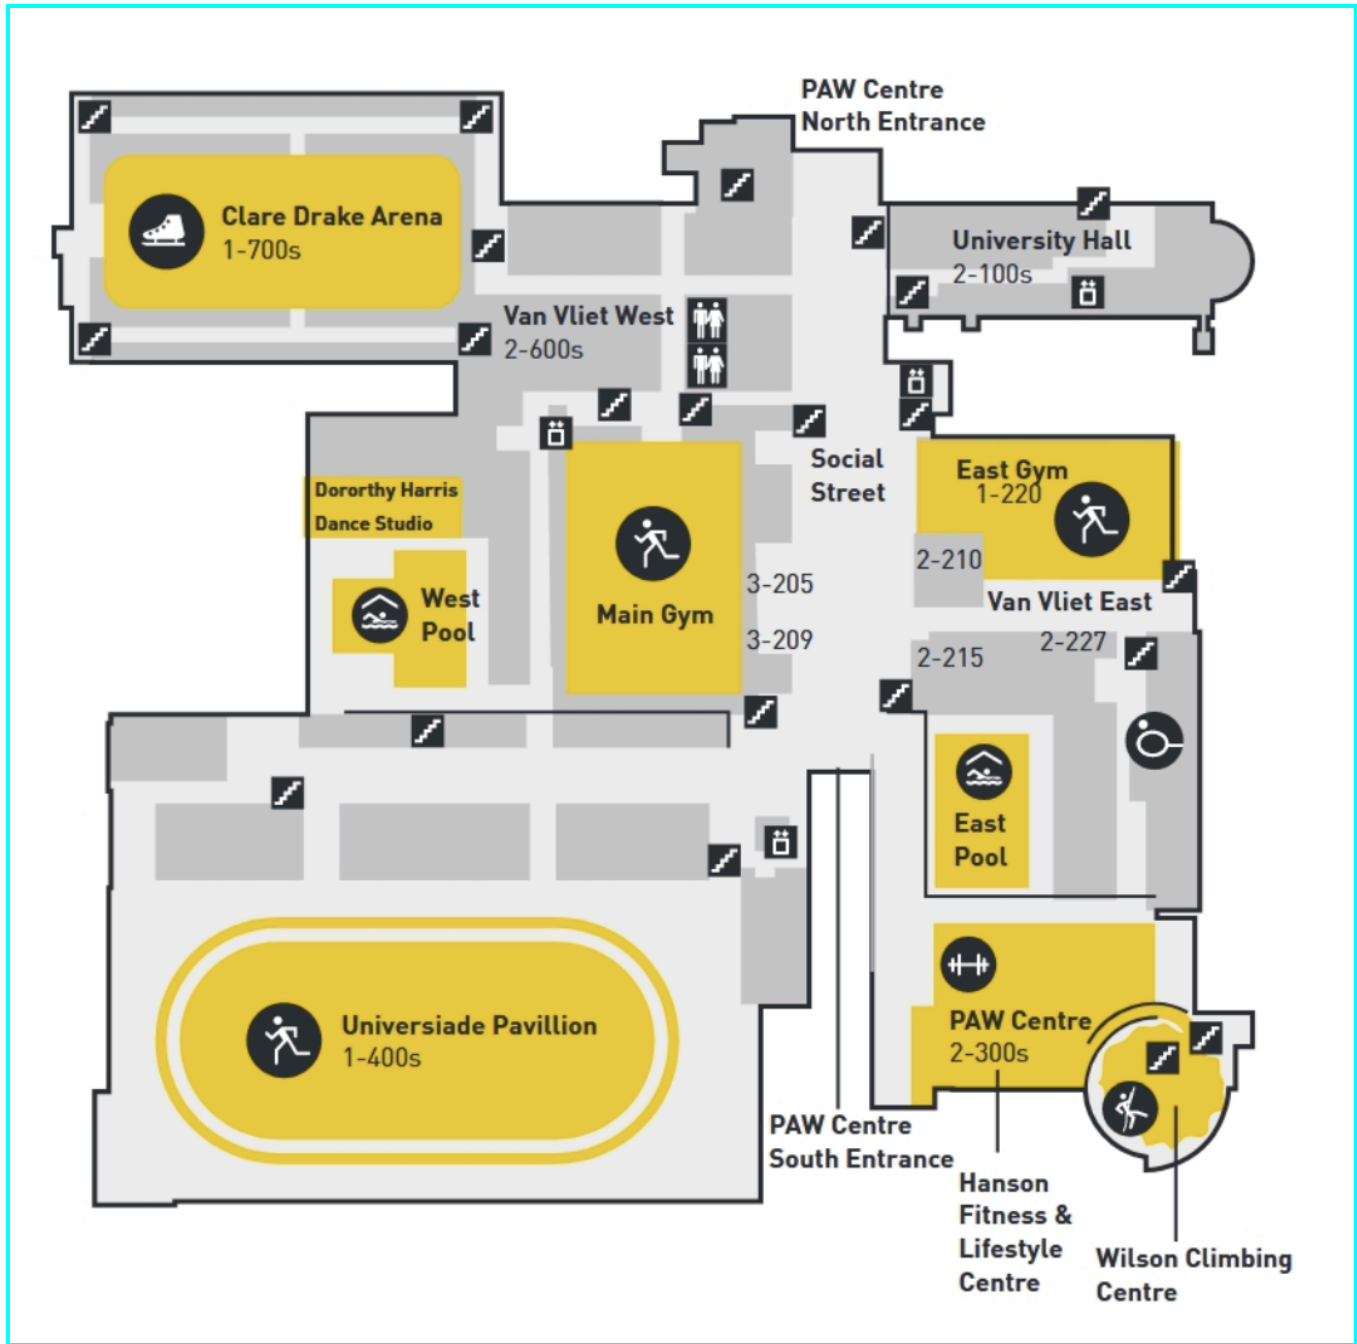 PAW Centre
North Entrance
Clare Drake Arena
1-700s
University Hall
2-100s
Van Vliet West
2-600s
Social
Street
East Gym
1-220
Dororthy Harris
Dance Studio
2-210
3-205
West
Pool
Main Gym
Van Vliet East
3-209
2-227
2-215
East
Pool
Universiade Pavillion
1-400s
PAW Centre
2-300s
PAW Centre
South Entrance
Hanson
Fitness &
Lifestyle
Centre
Wilson Climbing
Centre